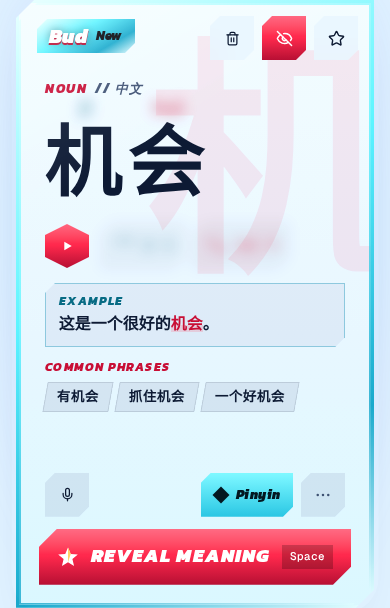 Bud New
NOUN // 中文
机会
EXAMPLE
这是一个很好的机会。
COMMON PHRASES
有机会 抓住机会 一个好机会
Pinyin
REVEAL MEANING Space